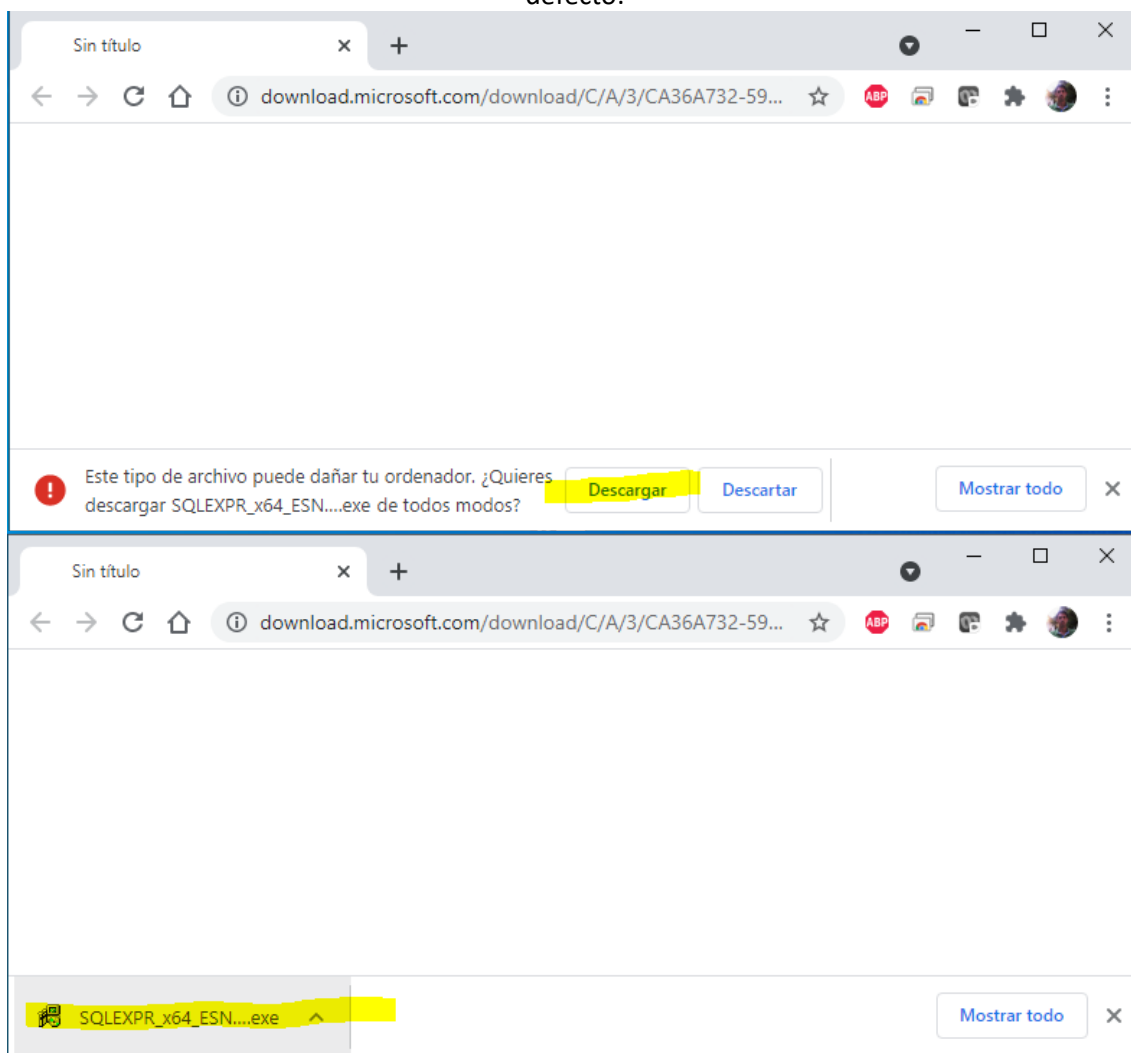 defecto.
Sin título
download.microsoft.com/download/C/A/3/CA36A732-59...
ABP
Este tipo de archivo puede dañar tu ordenador. ¿Quieres
descargar SQLEXPR_x64_ESN....exe de todos modos?
Descargar
Descartar
Mostrar todo
Sin título
download.microsoft.com/download/C/A/3/CA36A732-59...
ABP
SQLEXPR_x64_ESN....exe
Mostrar todo